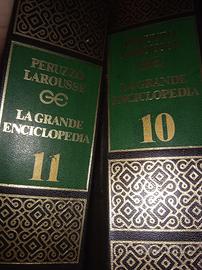 PERUZZO
LAROUSSE
LA GRANDE
ENCICLOPEDIA
11
LA GRANDE
ENCICLOPEDIA
10